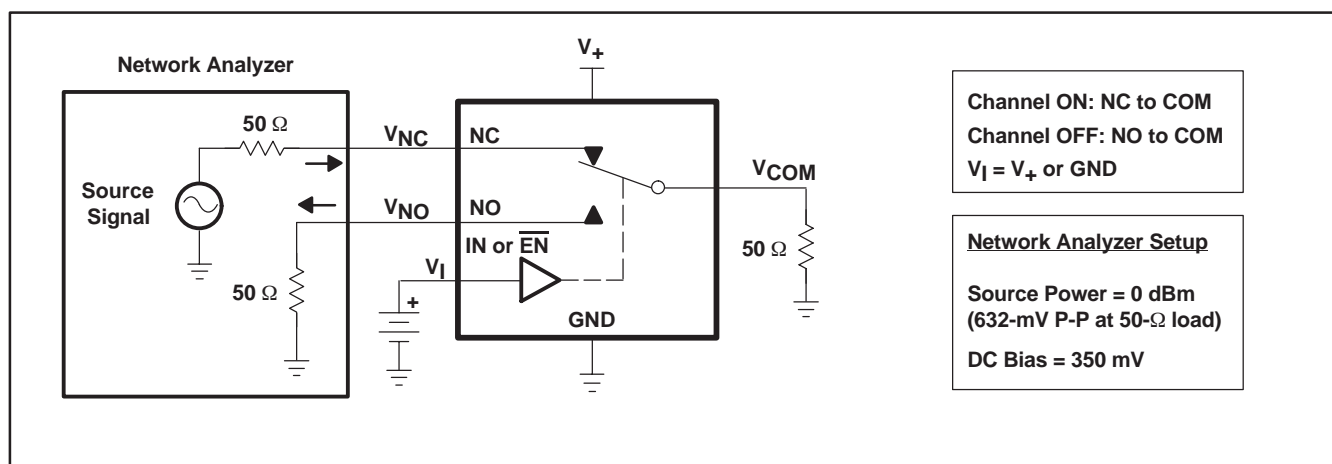 V+
Network Analyzer
50 Ω
VNC
NC
Source
Signal
VNO
NO
VCOM
50 Ω
IN or E̅N̅
VI
50 Ω
+
GND
Channel ON: NC to COM
Channel OFF: NO to COM
VI = V+ or GND
Network Analyzer Setup
Source Power = 0 dBm
(632-mV P-P at 50-Ω load)
DC Bias = 350 mV